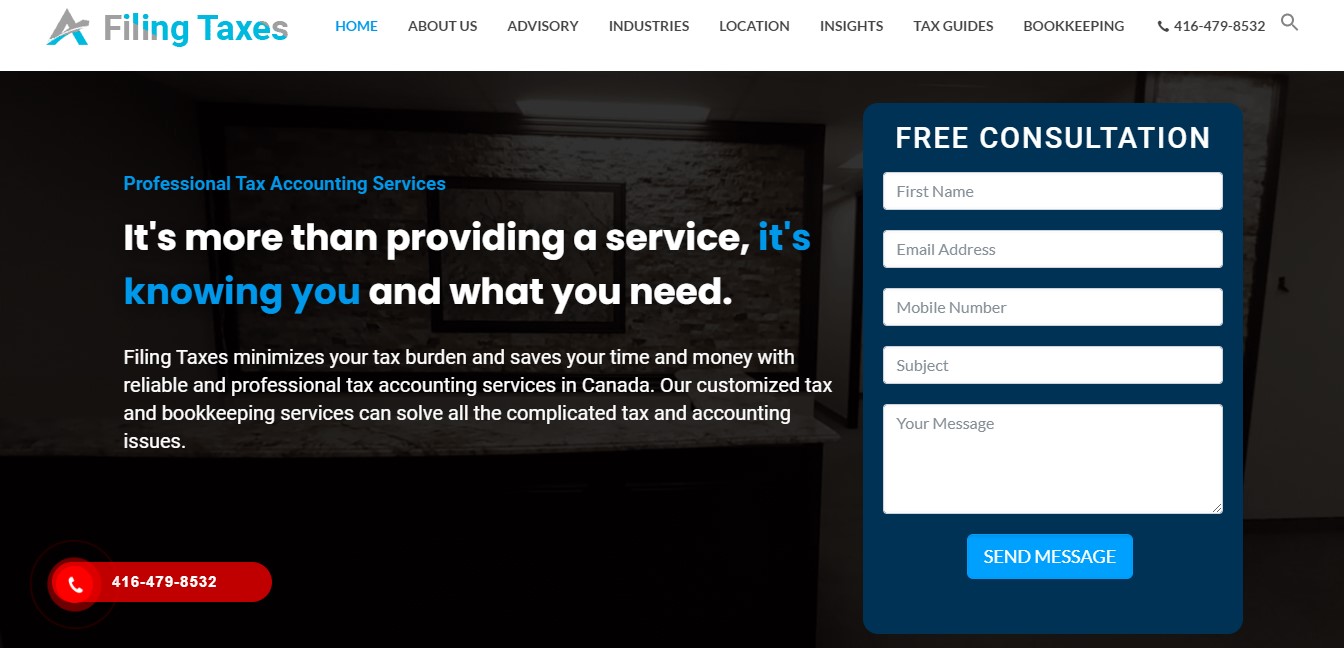 Filing Taxes
HOME ABOUT US ADVISORY INDUSTRIES LOCATION INSIGHTS TAX GUIDES BOOKKEEPING 416-479-8532
Professional Tax Accounting Services
It's more than providing a service, it's
knowing you and what you need.
Filing Taxes minimizes your tax burden and saves your time and money with
reliable and professional tax accounting services in Canada. Our customized tax
and bookkeeping services can solve all the complicated tax and accounting
issues.
416-479-8532
FREE CONSULTATION
First Name
Email Address
Mobile Number
Subject
Your Message
SEND MESSAGE